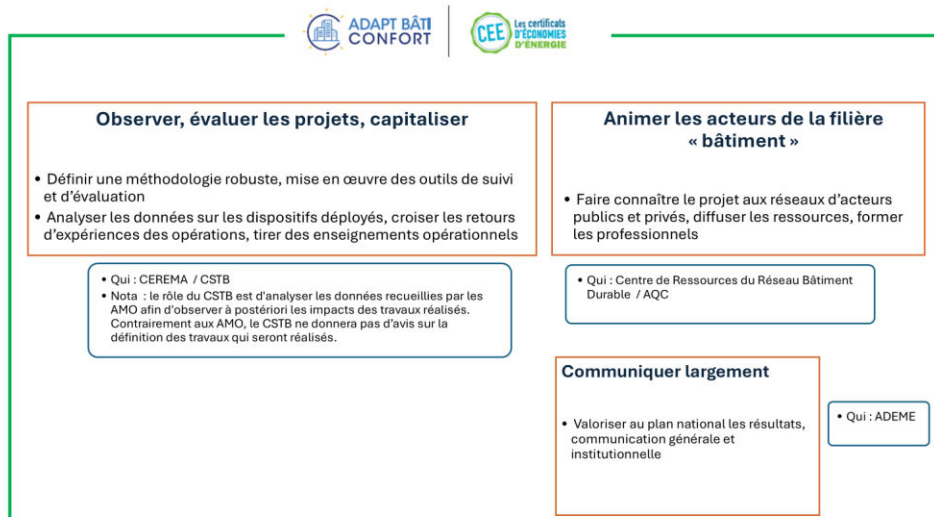 ADAPT BÂTI
CONFORT
CEE
Les certificats
D'ÉCONOMIES
D'ÉNERGIE
Observer, évaluer les projets, capitaliser
• Définir une méthodologie robuste, mise en œuvre des outils de suivi
et d'évaluation
• Analyser les données sur les dispositifs déployés, croiser les retours
d'expériences des opérations, tirer des enseignements opérationnels
• Qui : CEREMA / CSTB
• Nota : le rôle du CSTB est d'analyser les données recueillies par les
AMO afin d'observer à postériori les impacts des travaux réalisés.
Contrairement aux AMO, le CSTB ne donnera pas d'avis sur la
définition des travaux qui seront réalisés.
Animer les acteurs de la filière
« bâtiment »
• Faire connaître le projet aux réseaux d'acteurs
publics et privés, diffuser les ressources, former
les professionnels
• Qui : Centre de Ressources du Réseau Bâtiment
Durable / AQC
Communiquer largement
• Valoriser au plan national les résultats,
communication générale et
institutionnelle
• Qui : ADEME